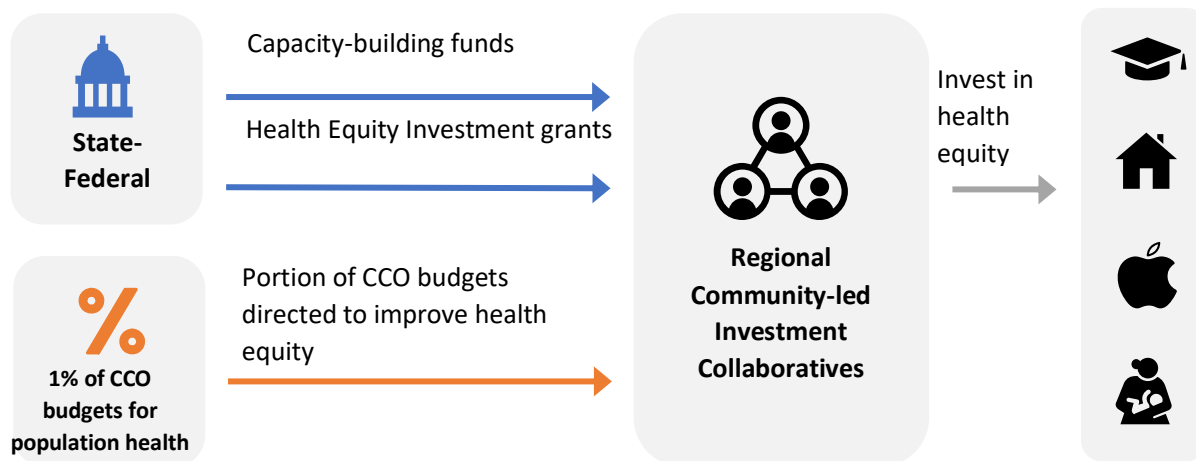 State-
Federal
Capacity-building funds
Health Equity Investment grants
1% of CCO
budgets for
population health
Portion of CCO budgets
directed to improve health
equity
Regional
Community-led
Investment
Collaboratives
Invest in
health
equity